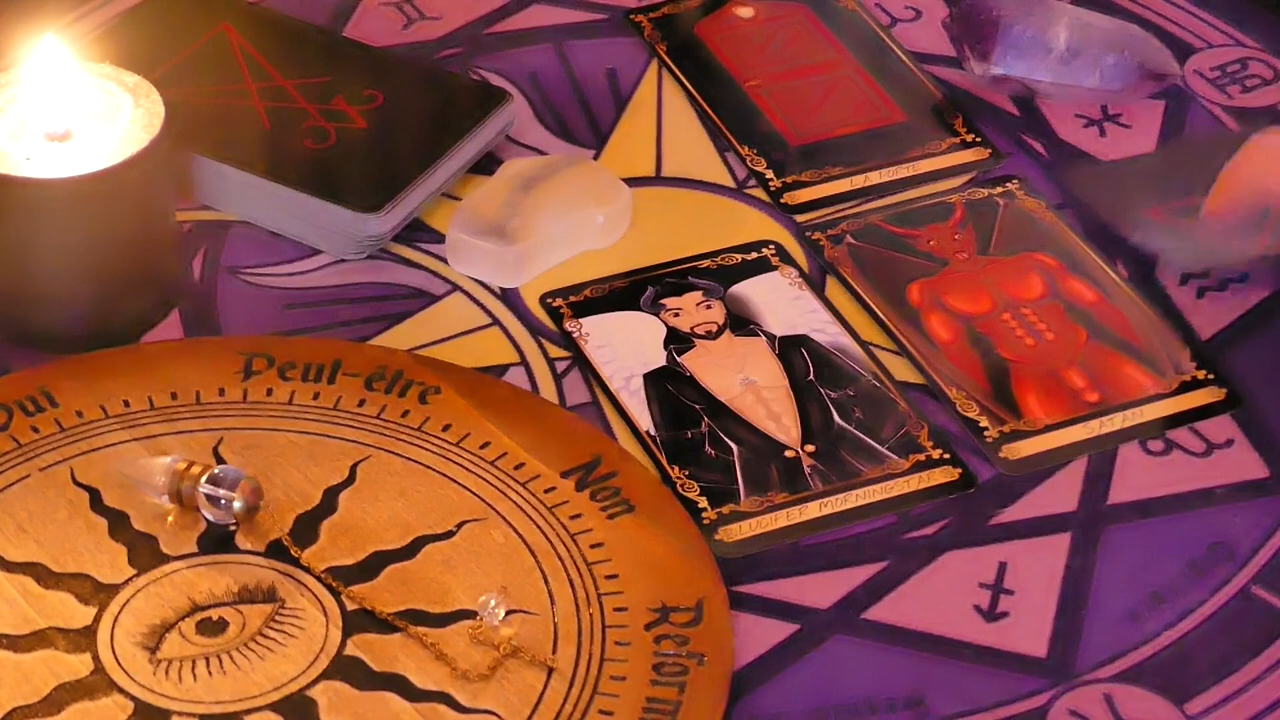 LA PORTE
SATAN
LUCIFER MORNINGSTAR
Oui
Peut-être
Non
Reform